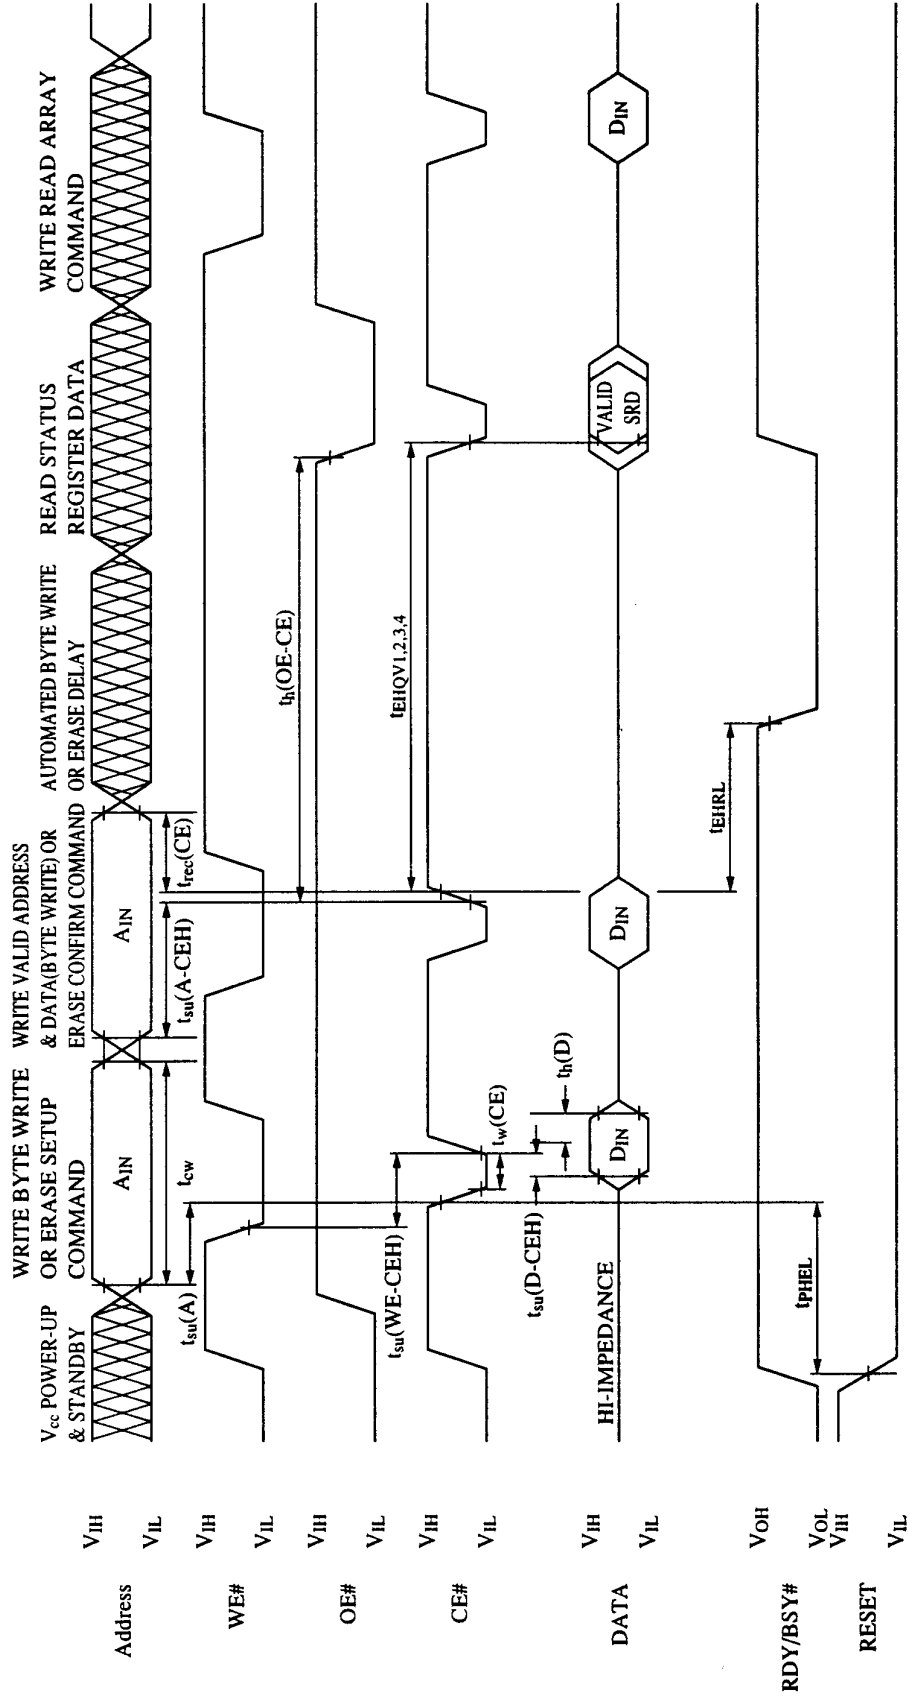 Vcc POWER-UP
& STANDBY
WRITE BYTE WRITE
OR ERASE SETUP
COMMAND
WRITE VALID ADDRESS
& DATA(BYTE WRITE) OR
ERASE CONFIRM COMMAND
AUTOMATED BYTE WRITE
OR ERASE DELAY
READ STATUS
REGISTER DATA
WRITE READ ARRAY
COMMAND
Address
VIH
VIL
AIN
AIN
tcw
tsu(A)
tsu(A-CEH)
trec(CE)
WE#
VIH
VIL
OE#
VIH
VIL
th(OE-CE)
tsu(WE-CEH)
CE#
VIH
VIL
tEHQV1,2,3,4
tw(CE)
tsu(D-CEH)
th(D)
DATA
VIH
VIL
HI-IMPEDANCE
DIN
DIN
VALID
SRD
DIN
RDY/BSY#
VOH
VOL
tEHRL
tPHEL
RESET
VIH
VIL